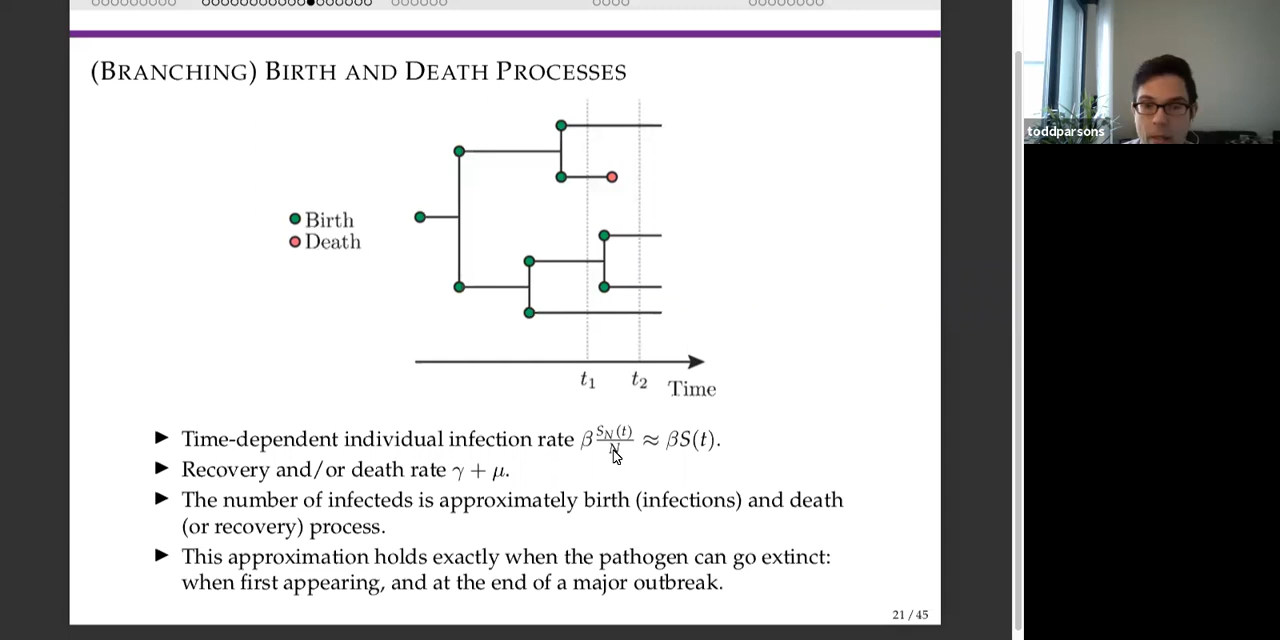 (BRANCHING) BIRTH AND DEATH PROCESSES
toddparsons
Birth
Death
t₁ t₂ Time
► Time-dependent individual infection rate β S_N(t)/N ≈ βS(t).
► Recovery and/or death rate γ + μ.
► The number of infecteds is approximately birth (infections) and death
(or recovery) process.
► This approximation holds exactly when the pathogen can go extinct:
when first appearing, and at the end of a major outbreak.
21 / 45